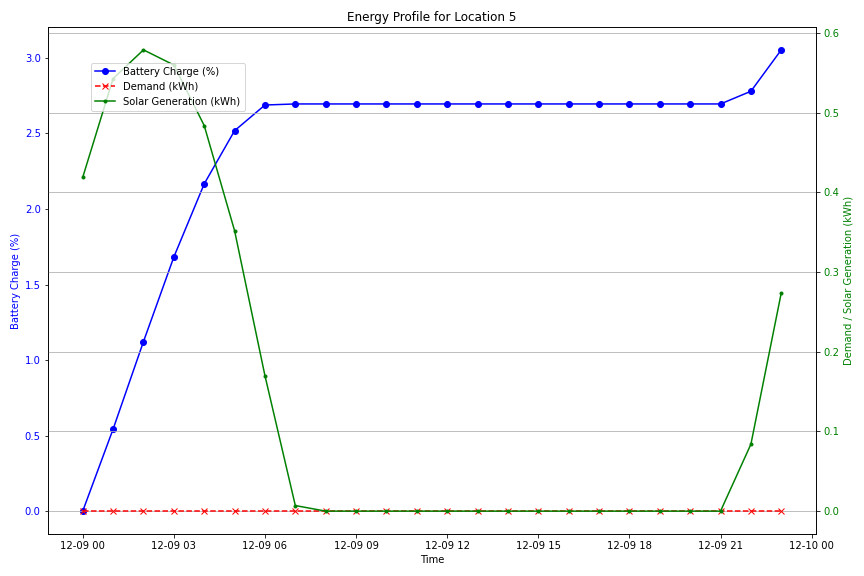 Energy Profile for Location 5
Battery Charge (%)
Demand (kWh)
Solar Generation (kWh)
3.0
2.5
2.0
1.5
1.0
0.5
0.0
Battery Charge (%)
0.6
0.5
0.4
0.3
0.2
0.1
0.0
Demand / Solar Generation (kWh)
12-09 00 12-09 03 12-09 06 12-09 09 12-09 12 12-09 15 12-09 18 12-09 21 12-10 00
Time